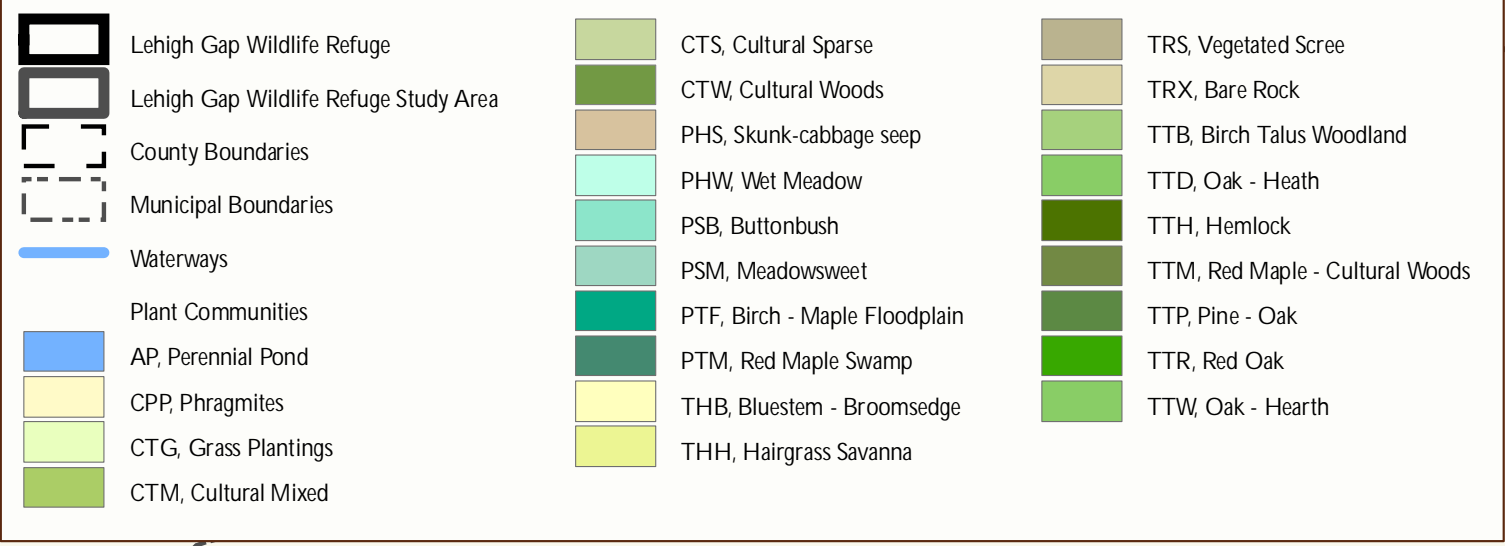 Lehigh Gap Wildlife Refuge
Lehigh Gap Wildlife Refuge Study Area
County Boundaries
Municipal Boundaries
Waterways
Plant Communities
AP, Perennial Pond
CPP, Phragmites
CTG, Grass Plantings
CTM, Cultural Mixed
CTS, Cultural Sparse
CTW, Cultural Woods
PHS, Skunk-cabbage seep
PHW, Wet Meadow
PSB, Buttonbush
PSM, Meadowsweet
PTF, Birch - Maple Floodplain
PTM, Red Maple Swamp
THB, Bluestem - Broomsedge
THH, Hairgrass Savanna
TRS, Vegetated Scree
TRX, Bare Rock
TTB, Birch Talus Woodland
TTD, Oak - Heath
TTH, Hemlock
TTM, Red Maple - Cultural Woods
TTP, Pine - Oak
TTR, Red Oak
TTW, Oak - Hearth